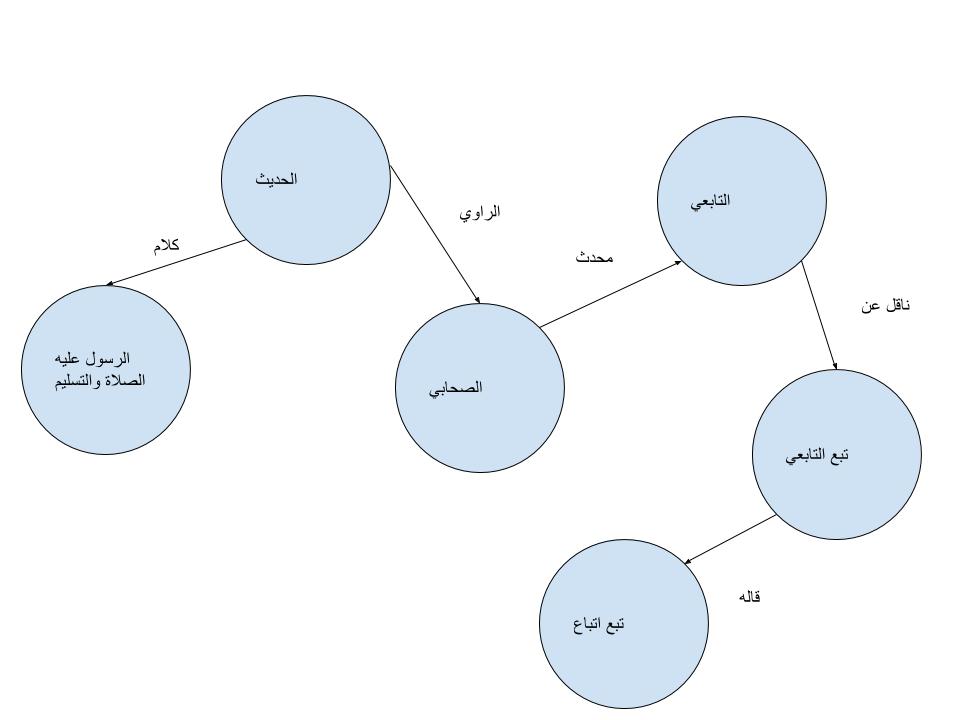 الحديث
التابعي
الراوي
كلام
محدث
ناقل عن
الرسول عليه
الصلاة والتسليم
الصحابي
تبع التابعي
قاله
تبع اتباع